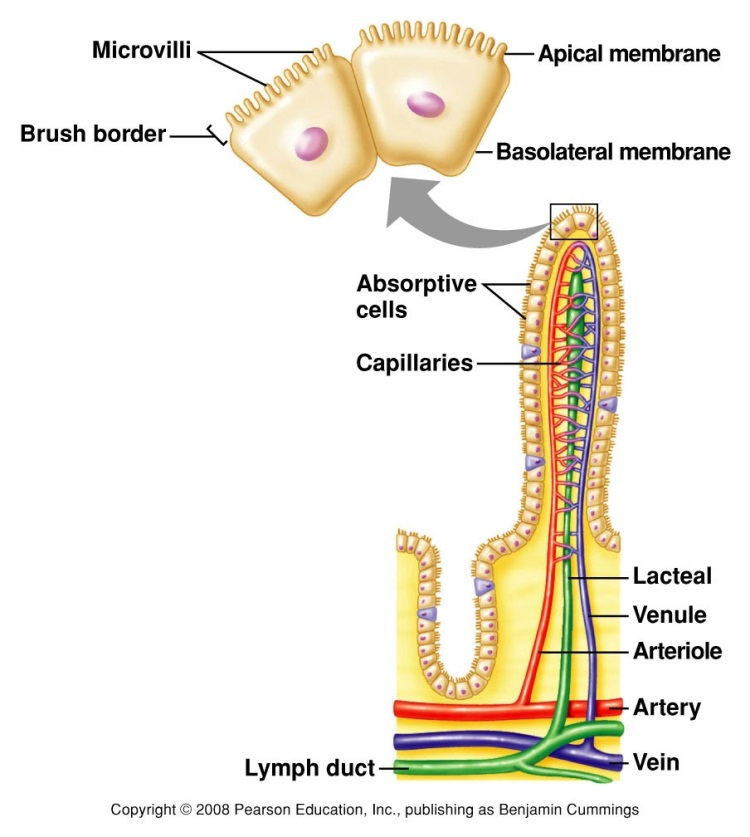 Microvilli
Apical membrane
Brush border
Basolateral membrane
Absorptive
cells
Capillaries
Lacteal
Venule
Arteriole
Artery
Vein
Lymph duct
Copyright © 2008 Pearson Education, Inc., publishing as Benjamin Cummings